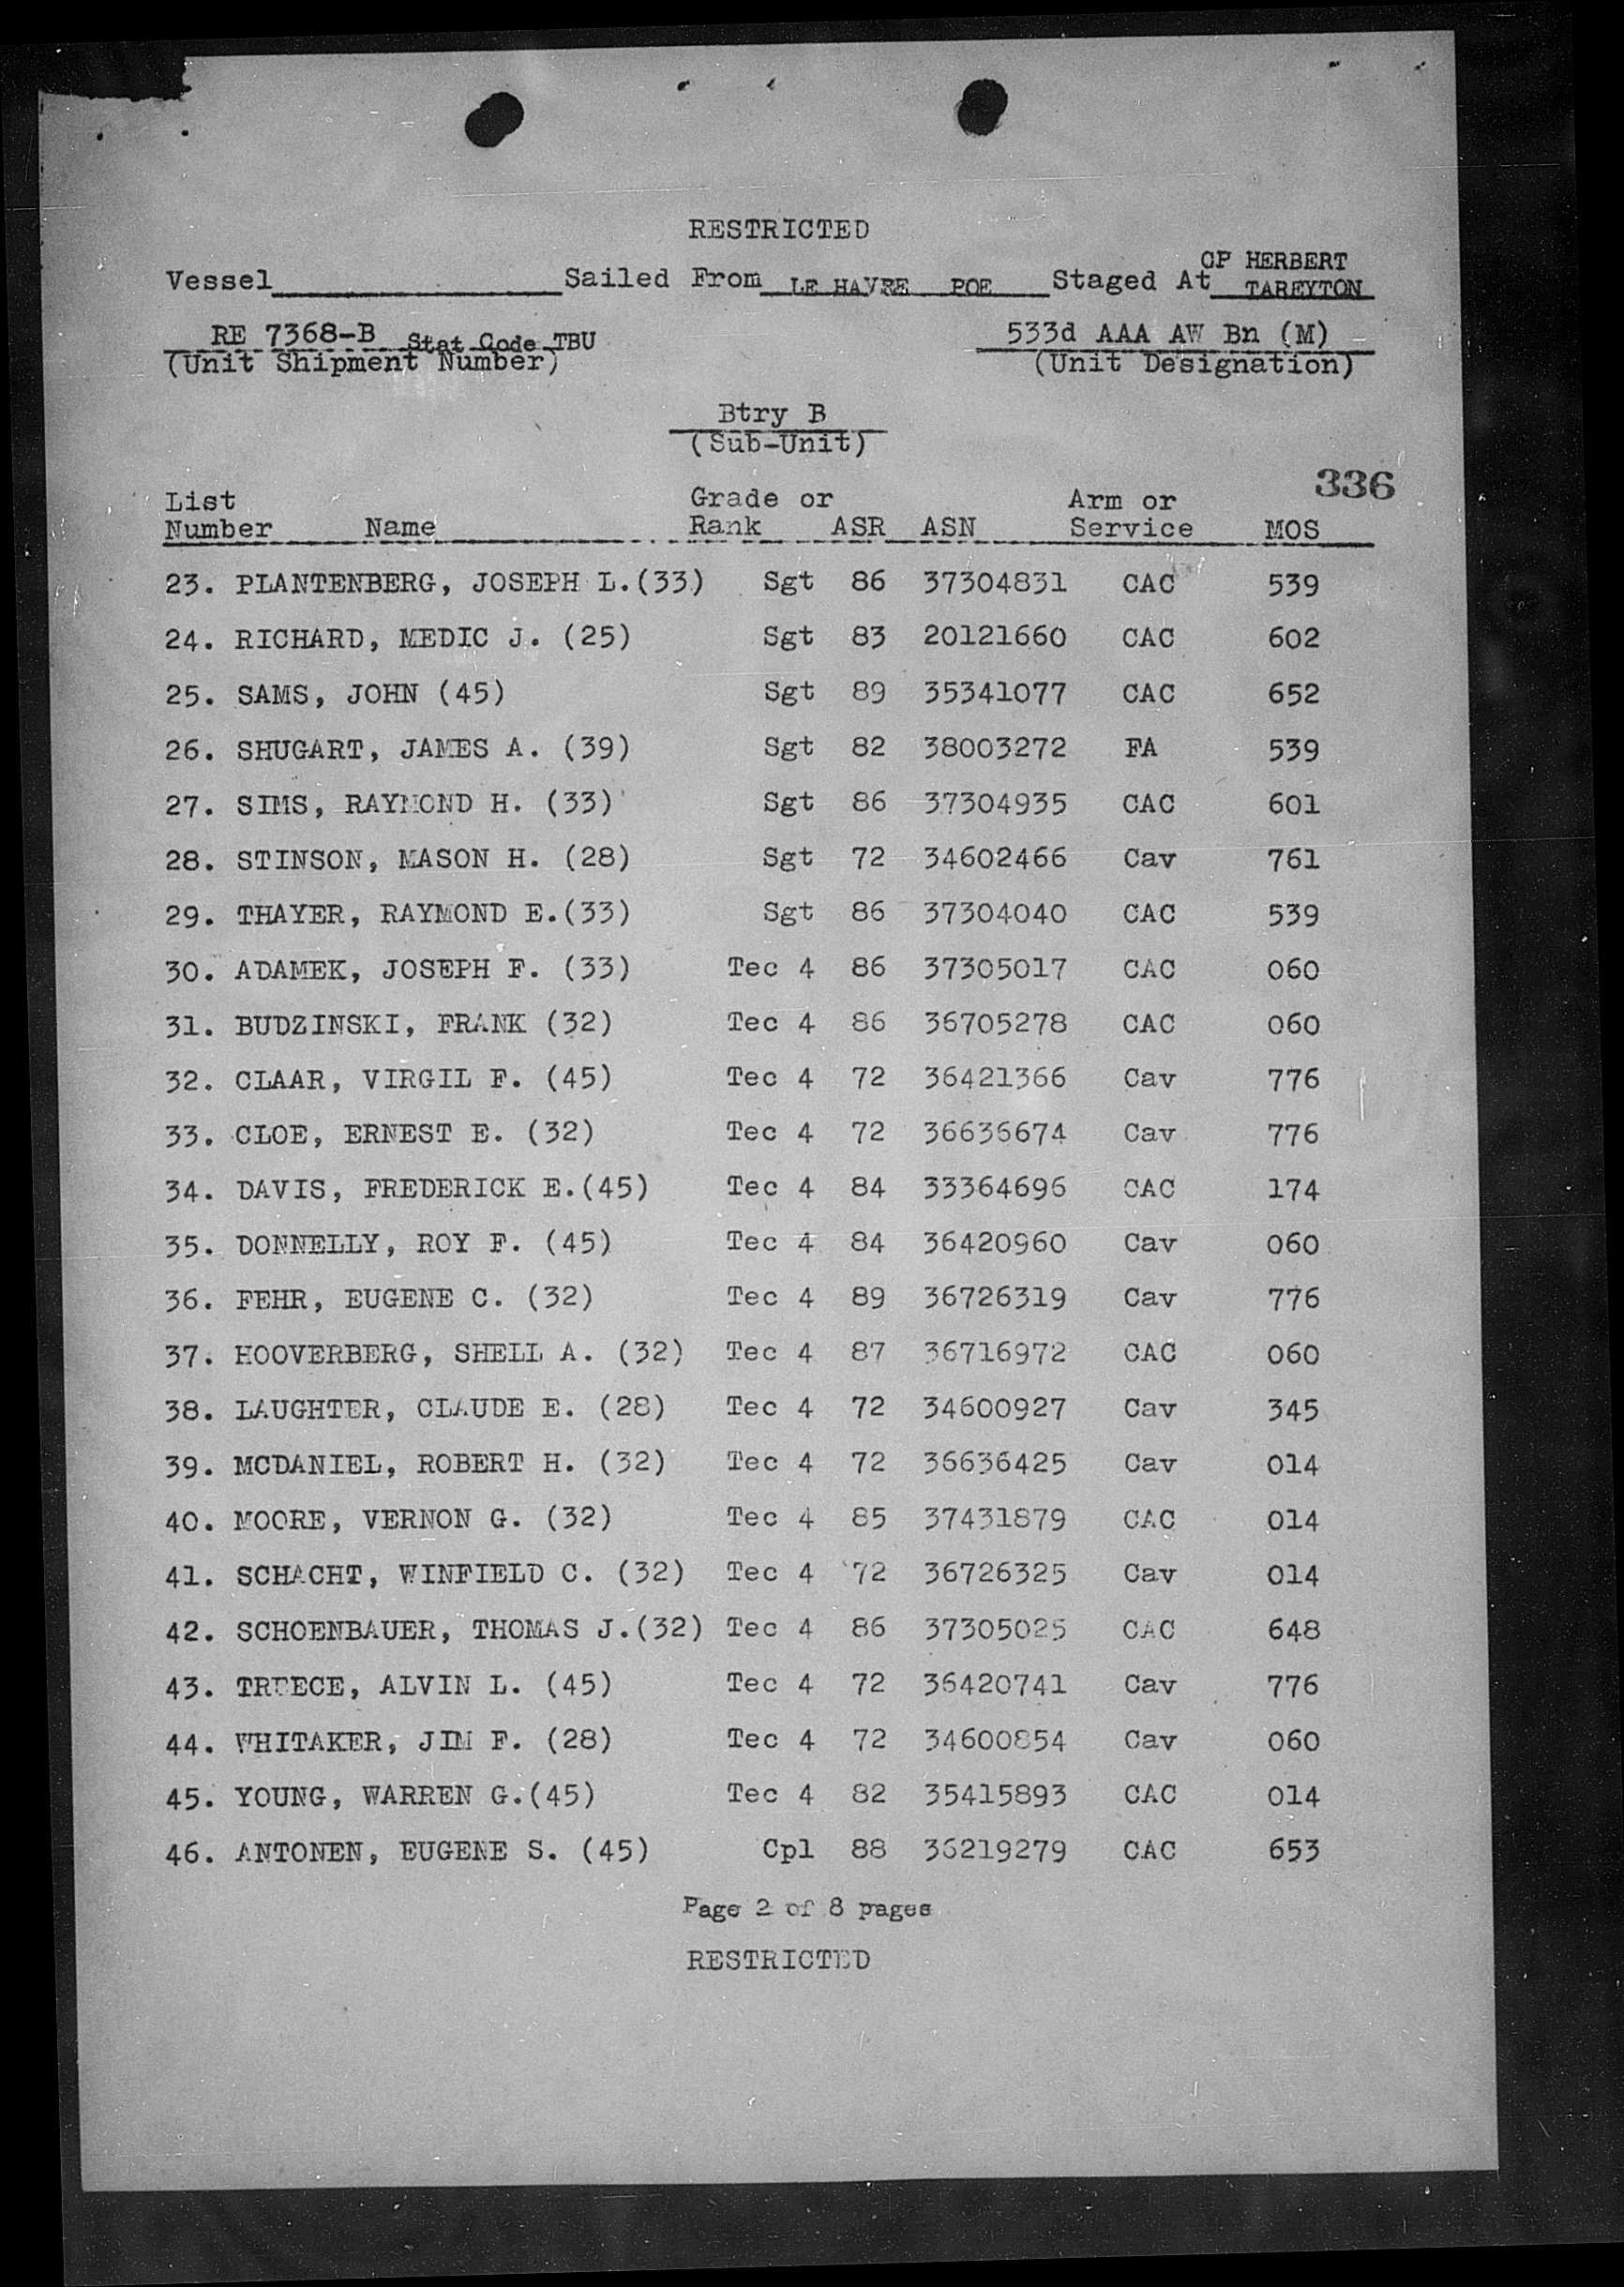 RESTRICTED
CP HERBERT
Vessel Sailed From LE HAVRE POE Staged At TAREYTON
RE 7368-B Stat Code TBU 533d AAA AW Bn (M)
(Unit Shipment Number) (Unit Designation)
Btry B
(Sub-Unit)
336
List Grade or Arm or
Number Name Rank ASR ASN Service MOS
23. PLANTENBERG, JOSEPH L.(33) Sgt 86 37304831 CAC 539
24. RICHARD, MEDIC J. (25) Sgt 83 20121660 CAC 602
25. SAMS, JOHN (45) Sgt 89 35341077 CAC 652
26. SHUGART, JAMES A. (39) Sgt 82 38003272 FA 539
27. SIMS, RAYMOND H. (33) Sgt 86 37304935 CAC 601
28. STINSON, MASON H. (28) Sgt 72 34602466 Cav 761
29. THAYER, RAYMOND E.(33) Sgt 86 37304040 CAC 539
30. ADAMEK, JOSEPH F. (33) Tec 4 86 37305017 CAC 060
31. BUDZINSKI, FRANK (32) Tec 4 86 36705278 CAC 060
32. CLAAR, VIRGIL F. (45) Tec 4 72 36421366 Cav 776
33. CLOE, ERNEST E. (32) Tec 4 72 36636674 Cav 776
34. DAVIS, FREDERICK E.(45) Tec 4 84 33364696 CAC 174
35. DONNELLY, ROY F. (45) Tec 4 84 36420960 Cav 060
36. FEHR, EUGENE C. (32) Tec 4 89 36726319 Cav 776
37. HOOVERBERG, SHELL A. (32) Tec 4 87 36716972 CAC 060
38. LAUGHTER, CLAUDE E. (28) Tec 4 72 34600927 Cav 345
39. MCDANIEL, ROBERT H. (32) Tec 4 72 36636425 Cav 014
40. MOORE, VERNON G. (32) Tec 4 85 37431879 CAC 014
41. SCHACHT, WINFIELD C. (32) Tec 4 72 36726325 Cav 014
42. SCHOENBAUER, THOMAS J.(32) Tec 4 86 37305025 CAC 648
43. TREECE, ALVIN L. (45) Tec 4 72 36420741 Cav 776
44. WHITAKER, JIM F. (28) Tec 4 72 34600854 Cav 060
45. YOUNG, WARREN G.(45) Tec 4 82 35415893 CAC 014
46. ANTONEN, EUGENE S. (45) Cpl 88 36219279 CAC 653
Page 2 of 8 pages
RESTRICTED